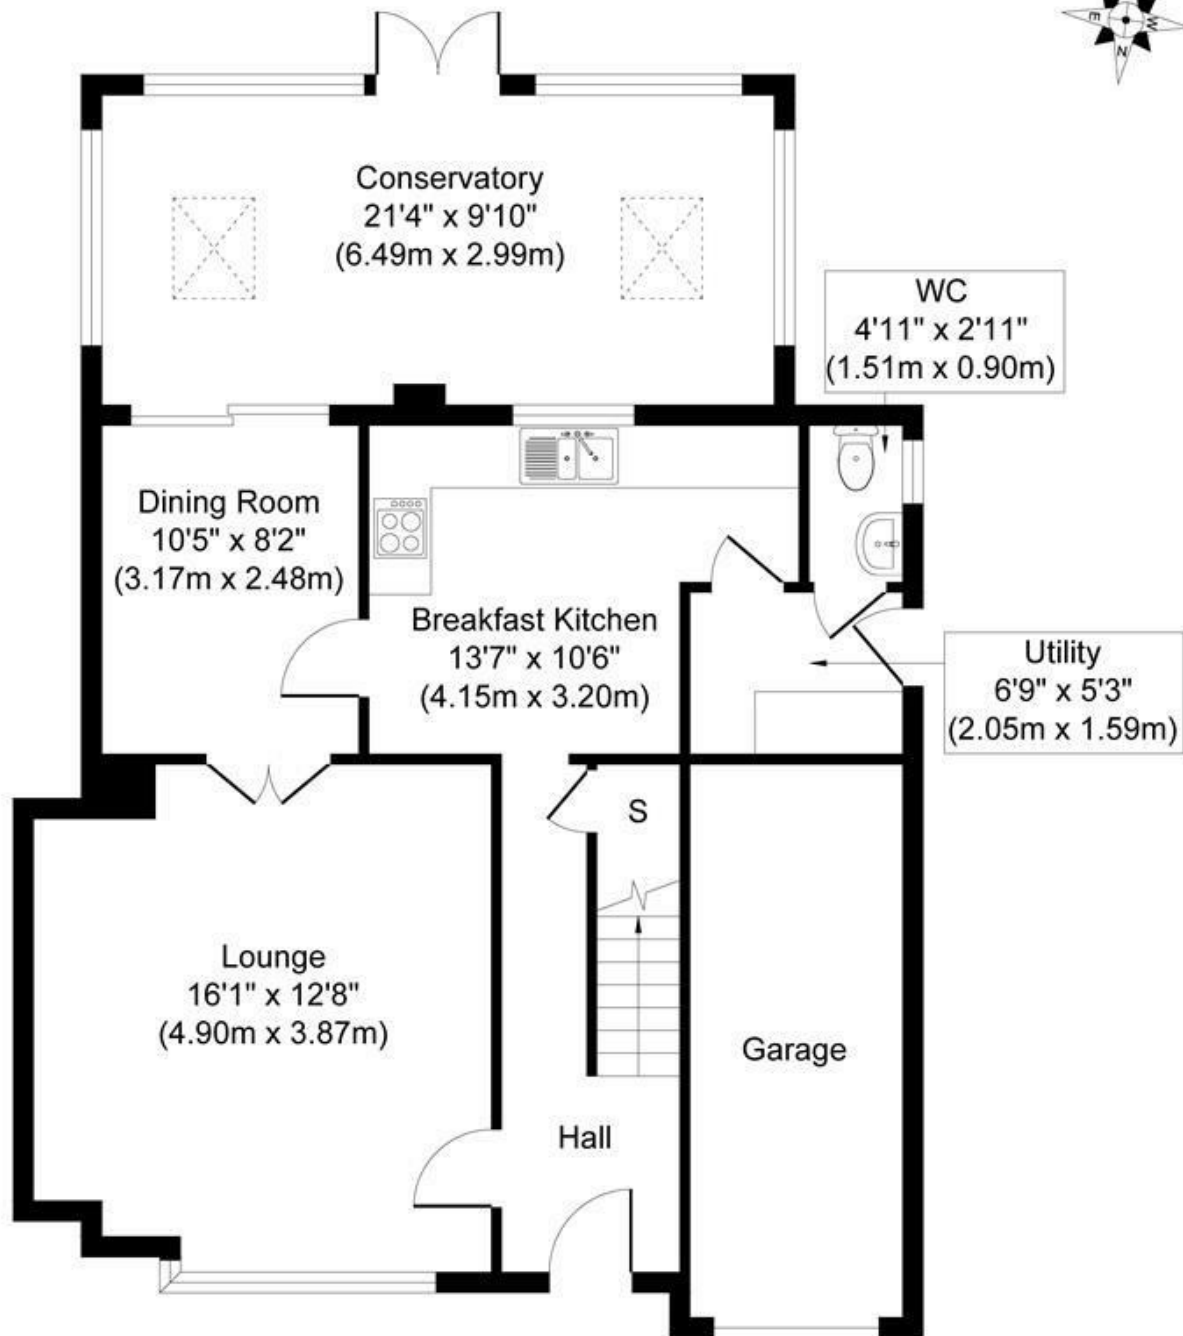 E
W
N
Conservatory
21'4" x 9'10"
(6.49m x 2.99m)
WC
4'11" x 2'11"
(1.51m x 0.90m)
Dining Room
10'5" x 8'2"
(3.17m x 2.48m)
Breakfast Kitchen
13'7" x 10'6"
(4.15m x 3.20m)
Utility
6'9" x 5'3"
(2.05m x 1.59m)
S
Lounge
16'1" x 12'8"
(4.90m x 3.87m)
Garage
Hall